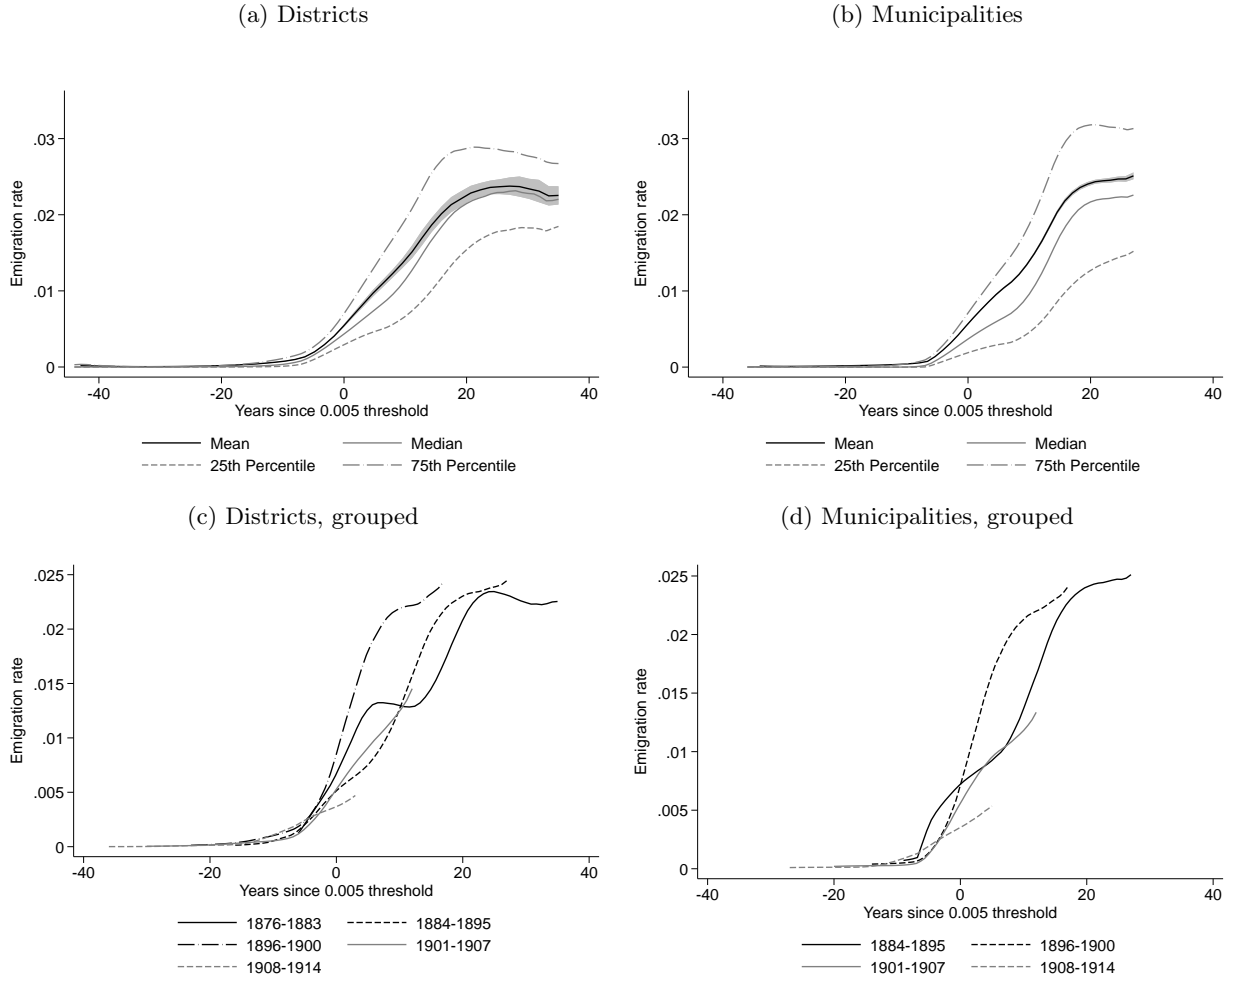 (a) Districts
(b) Municipalities
Emigration rate
.03
.02
.01
0
-40 -20 0 20 40
Years since 0.005 threshold
Mean Median
25th Percentile 75th Percentile
Emigration rate
.03
.02
.01
0
-40 -20 0 20 40
Years since 0.005 threshold
Mean Median
25th Percentile 75th Percentile
(c) Districts, grouped
(d) Municipalities, grouped
Emigration rate
.025
.02
.015
.01
.005
0
-40 -20 0 20 40
Years since 0.005 threshold
1876-1883 1884-1895
1896-1900 1901-1907
1908-1914
Emigration rate
.025
.02
.015
.01
.005
0
-40 -20 0 20 40
Years since 0.005 threshold
1884-1895 1896-1900
1901-1907 1908-1914